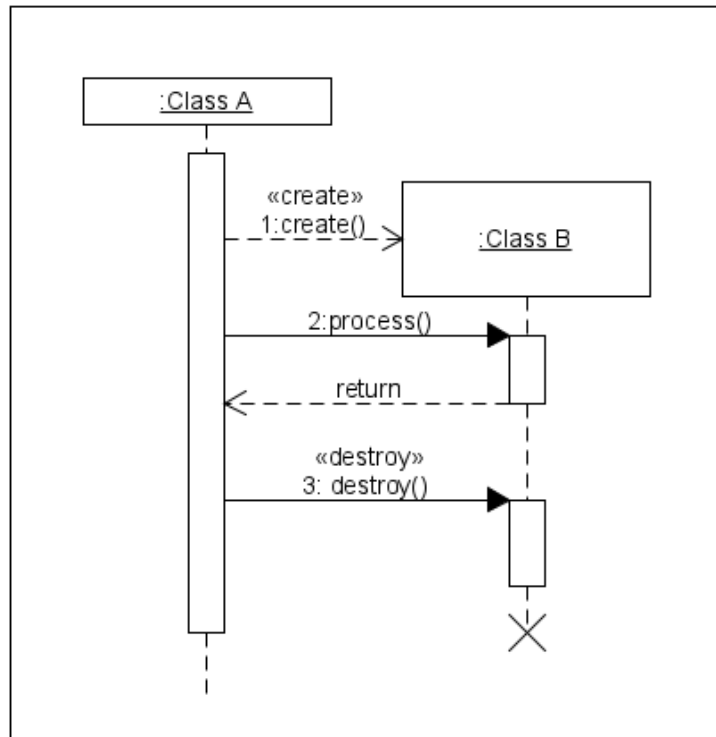 :Class A
«create»
1:create()
:Class B
2:process()
return
«destroy»
3: destroy()